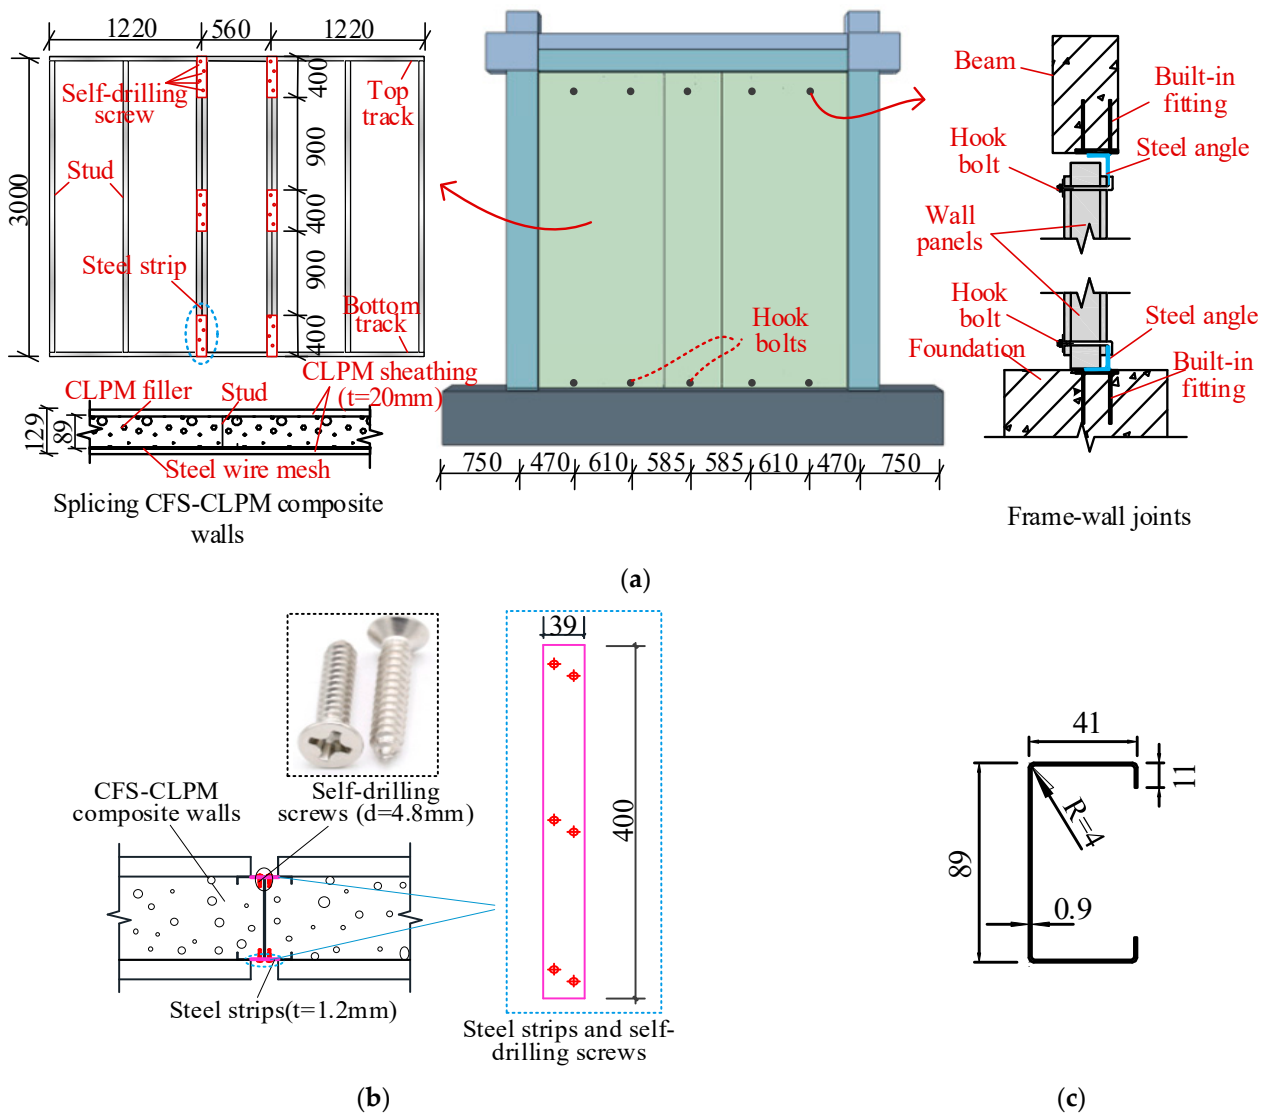 1220
560
1220
Self-drilling
screw
Top
track
Stud
3000
400
900
400
900
400
Steel strip
Bottom
track
CLPM sheathing
(t=20mm)
CLPM filler
Stud
129
89
Steel wire mesh
Splicing CFS-CLPM composite
walls
Hook
bolts
750
470
610
585
585
610
470
750
Beam
Built-in
fitting
Hook
bolt
Steel angle
Wall
panels
Hook
bolt
Steel angle
Foundation
Built-in
fitting
Frame-wall joints
(a)
CFS-CLPM
composite walls
Self-drilling
screws (d=4.8mm)
Steel strips(t=1.2mm)
39
400
Steel strips and self-
drilling screws
(b)
41
11
R=4
89
0.9
(c)